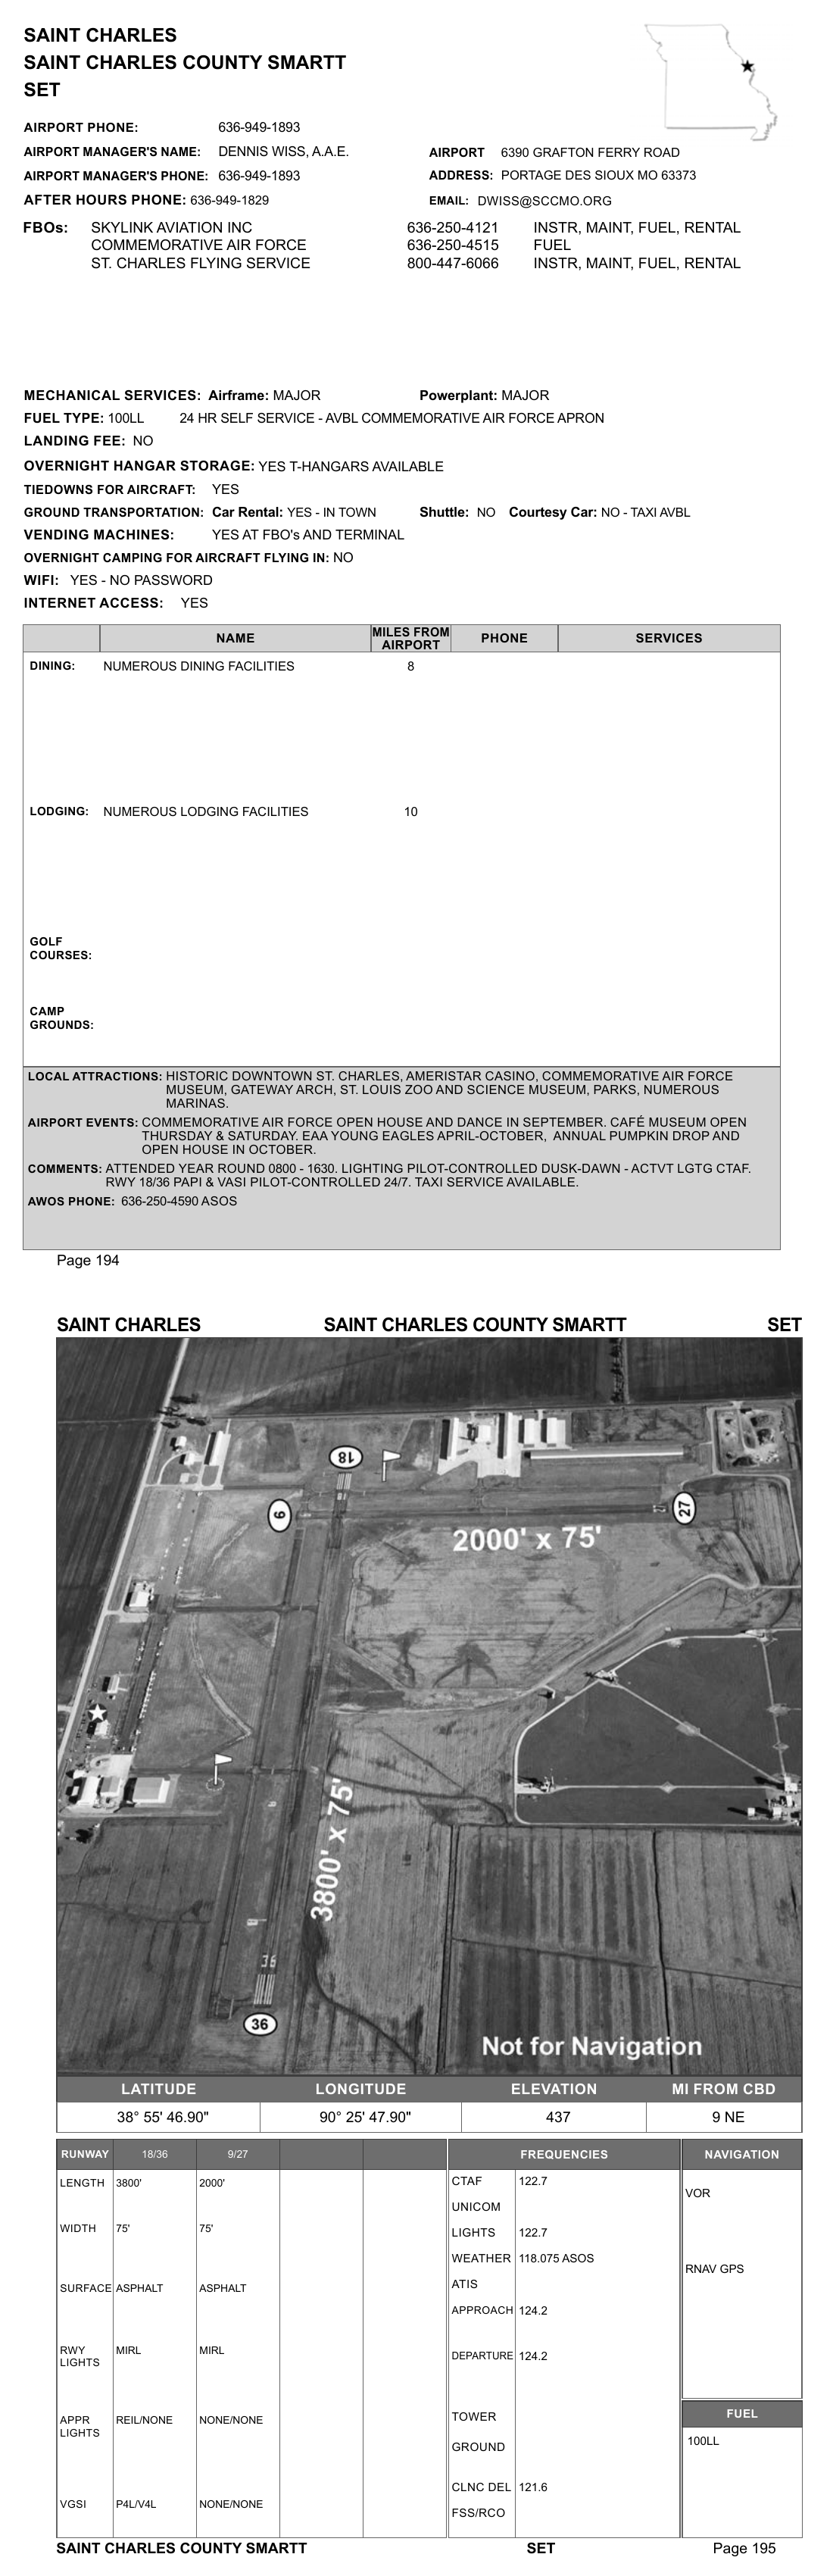 SAINT CHARLES
SAINT CHARLES COUNTY SMARTT
SET
AIRPORT PHONE: 636-949-1893
AIRPORT MANAGER'S NAME: DENNIS WISS, A.A.E.
AIRPORT 6390 GRAFTON FERRY ROAD
AIRPORT MANAGER'S PHONE: 636-949-1893
ADDRESS: PORTAGE DES SIOUX MO 63373
AFTER HOURS PHONE: 636-949-1829
EMAIL: DWISS@SCCMO.ORG
FBOs: SKYLINK AVIATION INC 636-250-4121 INSTR, MAINT, FUEL, RENTAL
COMMEMORATIVE AIR FORCE 636-250-4515 FUEL
ST. CHARLES FLYING SERVICE 800-447-6066 INSTR, MAINT, FUEL, RENTAL
MECHANICAL SERVICES: Airframe: MAJOR Powerplant: MAJOR
FUEL TYPE: 100LL 24 HR SELF SERVICE - AVBL COMMEMORATIVE AIR FORCE APRON
LANDING FEE: NO
OVERNIGHT HANGAR STORAGE: YES T-HANGARS AVAILABLE
TIEDOWNS FOR AIRCRAFT: YES
GROUND TRANSPORTATION: Car Rental: YES - IN TOWN Shuttle: NO Courtesy Car: NO - TAXI AVBL
VENDING MACHINES: YES AT FBO's AND TERMINAL
OVERNIGHT CAMPING FOR AIRCRAFT FLYING IN: NO
WIFI: YES - NO PASSWORD
INTERNET ACCESS: YES
NAME MILES FROM AIRPORT PHONE SERVICES
DINING: NUMEROUS DINING FACILITIES 8
LODGING: NUMEROUS LODGING FACILITIES 10
GOLF
COURSES:
CAMP
GROUNDS:
LOCAL ATTRACTIONS: HISTORIC DOWNTOWN ST. CHARLES, AMERISTAR CASINO, COMMEMORATIVE AIR FORCE
MUSEUM, GATEWAY ARCH, ST. LOUIS ZOO AND SCIENCE MUSEUM, PARKS, NUMEROUS
MARINAS.
AIRPORT EVENTS: COMMEMORATIVE AIR FORCE OPEN HOUSE AND DANCE IN SEPTEMBER. CAFÉ MUSEUM OPEN
THURSDAY & SATURDAY. EAA YOUNG EAGLES APRIL-OCTOBER, ANNUAL PUMPKIN DROP AND
OPEN HOUSE IN OCTOBER.
COMMENTS: ATTENDED YEAR ROUND 0800 - 1630. LIGHTING PILOT-CONTROLLED DUSK-DAWN - ACTVT LGTG CTAF.
RWY 18/36 PAPI & VASI PILOT-CONTROLLED 24/7. TAXI SERVICE AVAILABLE.
AWOS PHONE: 636-250-4590 ASOS
Page 194
SAINT CHARLES SAINT CHARLES COUNTY SMARTT SET
18
9
27
2000' x 75'
3800' x 75'
36
36
Not for Navigation
LATITUDE LONGITUDE ELEVATION MI FROM CBD
38° 55' 46.90" 90° 25' 47.90" 437 9 NE
RUNWAY 18/36 9/27
LENGTH 3800' 2000'
WIDTH 75' 75'
SURFACE ASPHALT ASPHALT
RWY LIGHTS MIRL MIRL
APPR LIGHTS REIL/NONE NONE/NONE
VGSI P4L/V4L NONE/NONE
FREQUENCIES
CTAF 122.7
UNICOM
LIGHTS 122.7
WEATHER 118.075 ASOS
ATIS
APPROACH 124.2
DEPARTURE 124.2
TOWER
GROUND
CLNC DEL 121.6
FSS/RCO
NAVIGATION
VOR
RNAV GPS
FUEL
100LL
SAINT CHARLES COUNTY SMARTT SET Page 195